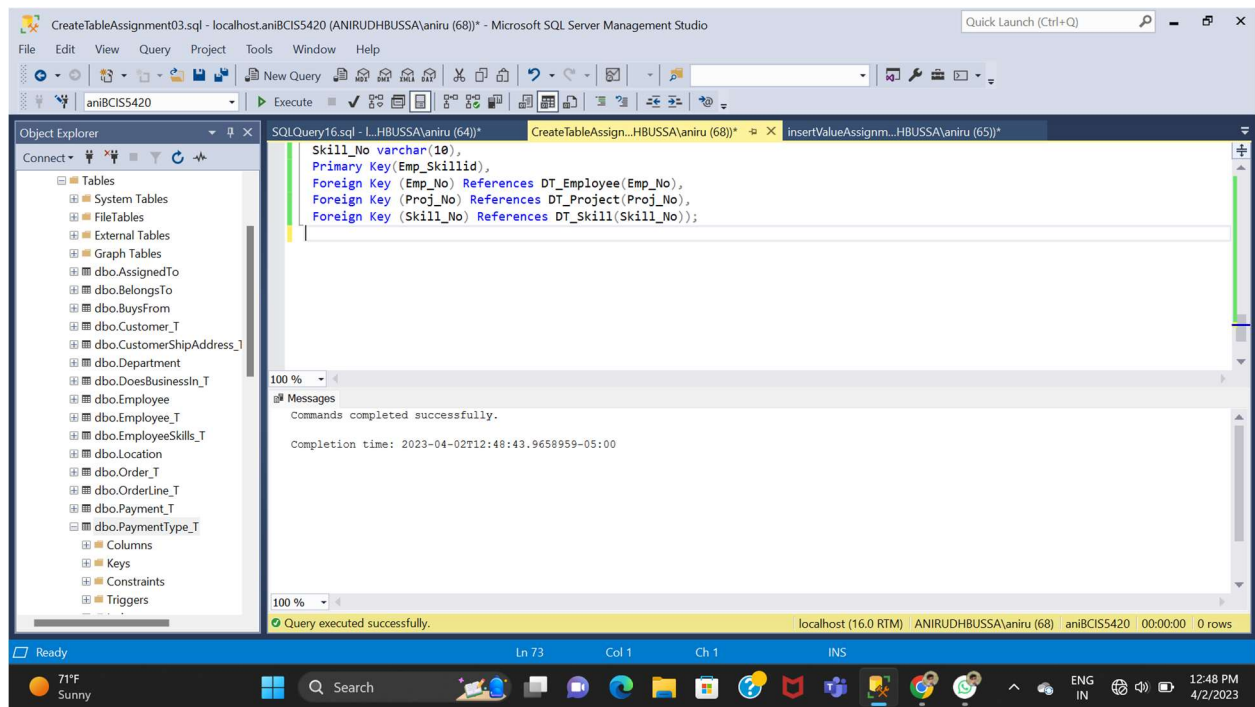 CreateTableAssignment03.sql - localhost.aniBCIS5420 (ANIRUDHBUSSA\aniru (68))* - Microsoft SQL Server Management Studio
Quick Launch (Ctrl+Q)
File Edit View Query Project Tools Window Help
New Query
aniBCIS5420 Execute
Object Explorer
SQLQuery16.sql - l...HBUSSA\aniru (64))* CreateTableAssign...HBUSSA\aniru (68))* insertValueAssignm...HBUSSA\aniru (65))*
Connect
Tables
System Tables
FileTables
External Tables
Graph Tables
dbo.AssignedTo
dbo.BelongsTo
dbo.BuysFrom
dbo.Customer_T
dbo.CustomerShipAddress_T
dbo.Department
dbo.DoesBusinessIn_T
dbo.Employee
dbo.Employee_T
dbo.EmployeeSkills_T
dbo.Location
dbo.Order_T
dbo.OrderLine_T
dbo.Payment_T
dbo.PaymentType_T
Columns
Keys
Constraints
Triggers
Skill_No varchar(10),
Primary Key(Emp_Skillid),
Foreign Key (Emp_No) References DT_Employee(Emp_No),
Foreign Key (Proj_No) References DT_Project(Proj_No),
Foreign Key (Skill_No) References DT_Skill(Skill_No));
100 %
Messages
Commands completed successfully.
Completion time: 2023-04-02T12:48:43.9658959-05:00
100 %
Query executed successfully. localhost (16.0 RTM) ANIRUDHBUSSA\aniru (68) aniBCIS5420 00:00:00 0 rows
Ready Ln 73 Col 1 Ch 1 INS
71°F
Sunny
Search
ENG
IN
12:48 PM
4/2/2023